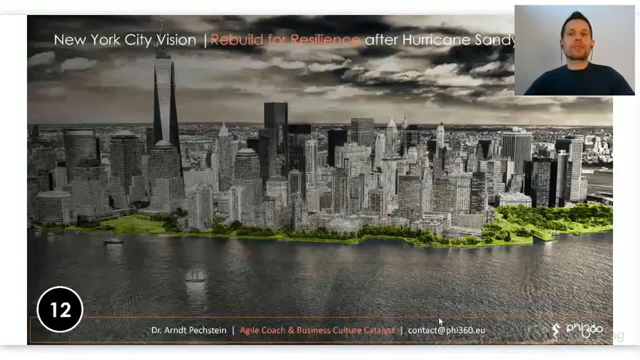 New York City Vision | Rebuild for Resilience after Hurricane Sandy
12
Dr. Arndt Pechstein | Agile Coach & Business Culture Catalyst | contact@phi360.eu
phi360